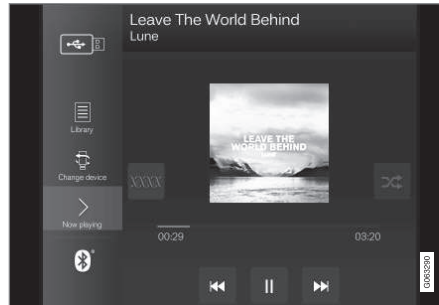 Leave The World Behind
Lune
Library
Change device
Now playing
LEAVE THE
WORLD BEHIND
LUNE
XXXX
00:29
03:20
G063290